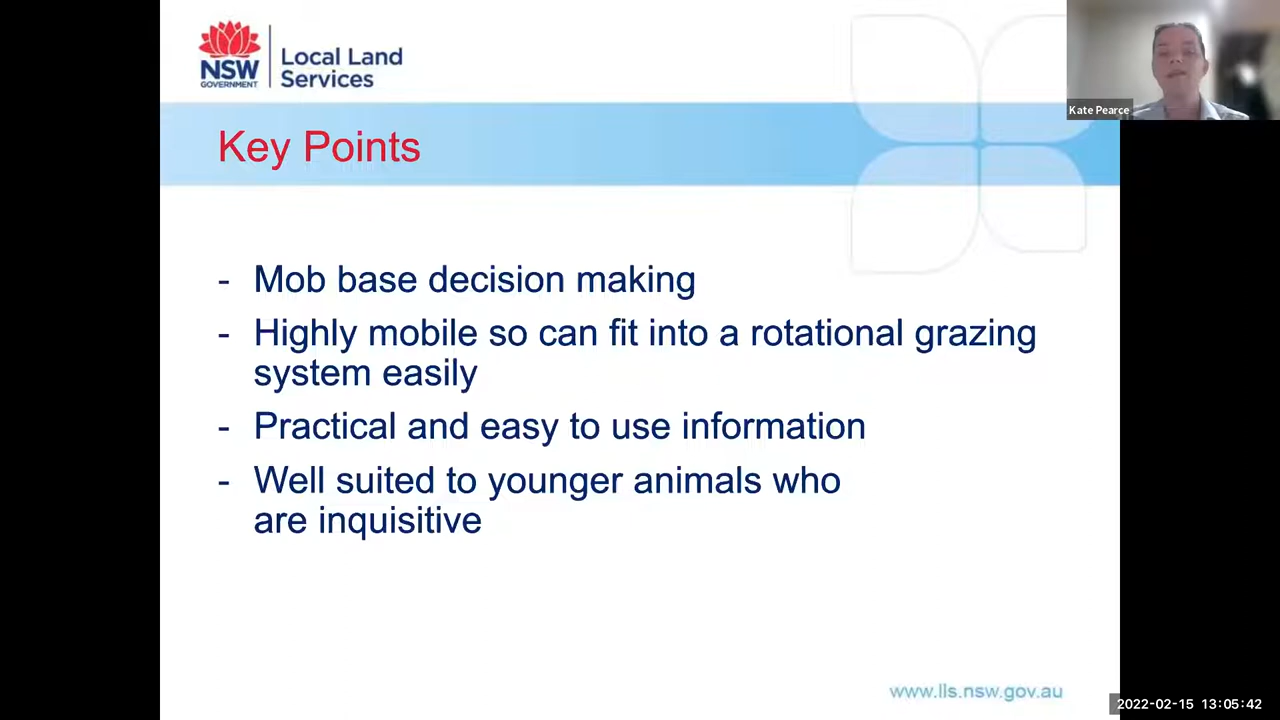 NSW
GOVERNMENT
Local Land
Services
Kate Pearce
Key Points
- Mob base decision making
- Highly mobile so can fit into a rotational grazing
system easily
- Practical and easy to use information
- Well suited to younger animals who
are inquisitive
www.lls.nsw.gov.au
2022-02-15 13:05:42